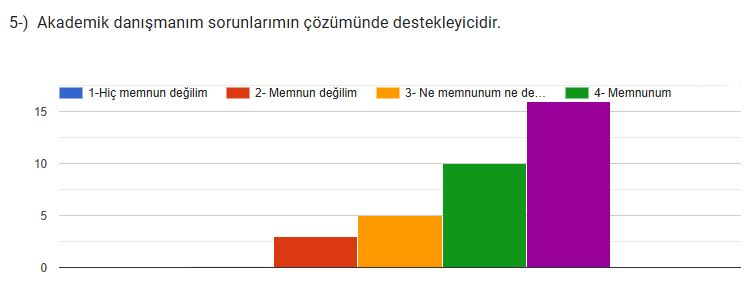 5-) Akademik danışmanım sorunlarımın çözümünde destekleyicidir.
1-Hiç memnun değilim 2- Memnun değilim 3- Ne memnunum ne de... 4- Memnunum
15
10
5
0